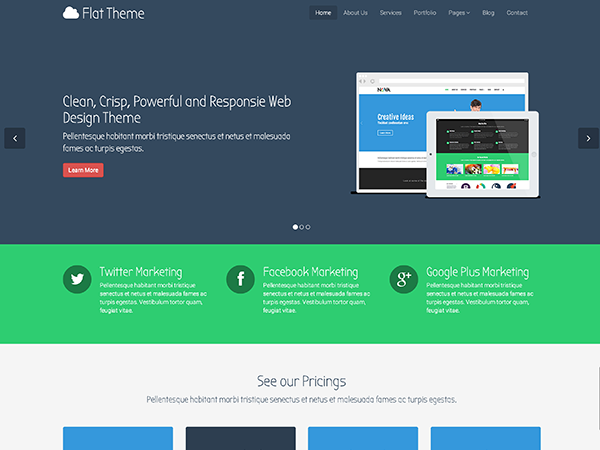 Flat Theme
Home About Us Services Portfolio Pages Blog Contact
Clean, Crisp, Powerful and Responsie Web
Design Theme
Pellentesque habitant morbi tristique senectus et netus et malesuada
fames ac turpis egestas.
Learn More
NOVA
Creative Ideas
Twitter Marketing
Pellentesque habitant morbi tristique
senectus et netus et malesuada fames ac
turpis egestas. Vestibulum tortor quam,
feugiat vitae.
Facebook Marketing
Pellentesque habitant morbi tristique
senectus et netus et malesuada fames ac
turpis egestas. Vestibulum tortor quam,
feugiat vitae.
Google Plus Marketing
Pellentesque habitant morbi tristique
senectus et netus et malesuada fames ac
turpis egestas. Vestibulum tortor quam,
feugiat vitae.
See our Pricings
Pellentesque habitant morbi tristique senectus et netus et malesuada fames ac turpis egestas.